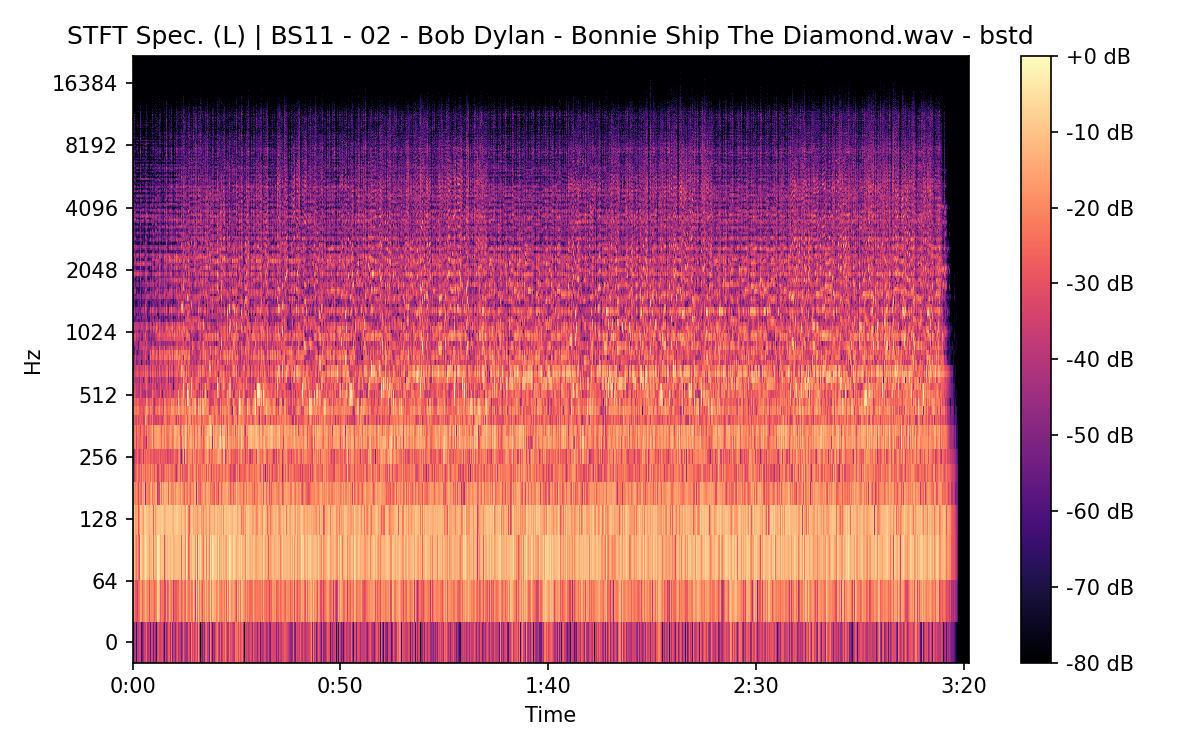 STFT Spec. (L) | BS11 - 02 - Bob Dylan - Bonnie Ship The Diamond.wav - bstd
Hz
16384
8192
4096
2048
1024
512
256
128
64
0
0:00
0:50
1:40
2:30
3:20
Time
+0 dB
-10 dB
-20 dB
-30 dB
-40 dB
-50 dB
-60 dB
-70 dB
-80 dB